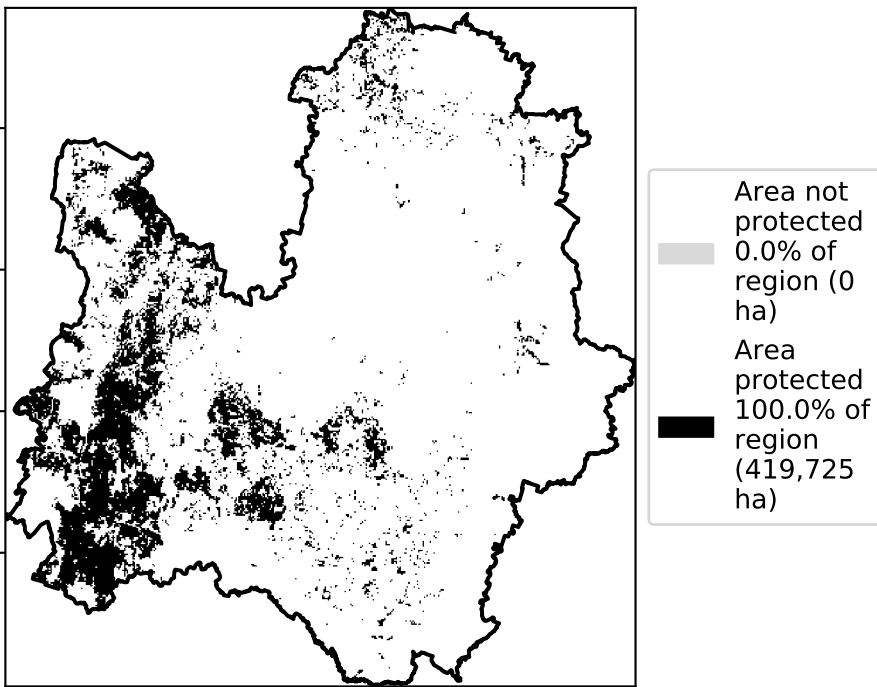 Area not
protected
0.0% of
region (0
ha)
Area
protected
100.0% of
region
(419,725
ha)